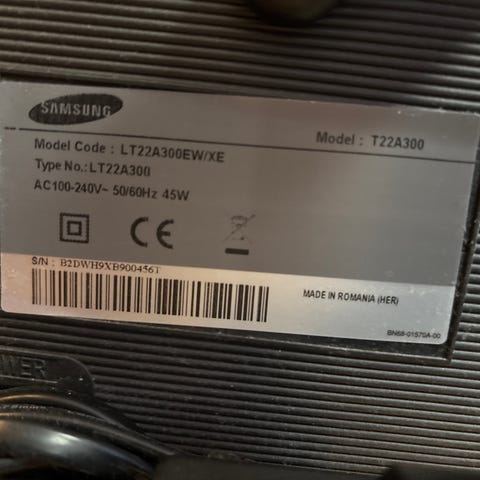 SAMSUNG
Model Code : LT22A300EW/XE
Model : T22A300
Type No.:LT22A300
AC100-240V~ 50/60Hz 45W
CE
S/N : B2DWH9XB900456T
MADE IN ROMANIA (HER)
BN68-01570A-00